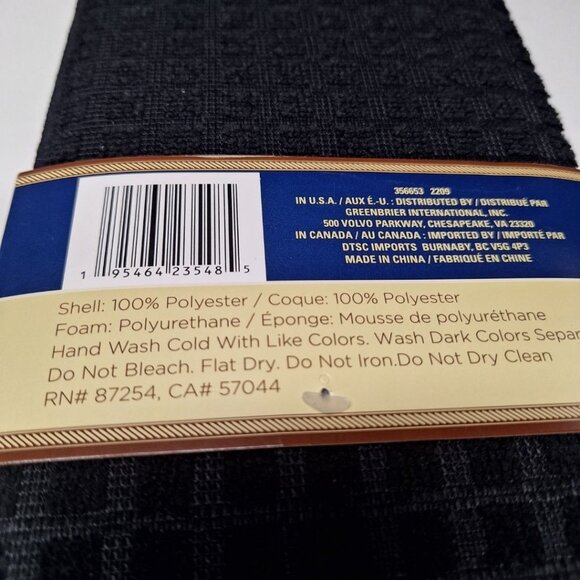 1 95464 23548 5
356653 2209
IN U.S.A. / AUX É.-U. : DISTRIBUTED BY / DISTRIBUÉ PAR
GREENBRIER INTERNATIONAL, INC.
500 VOLVO PARKWAY, CHESAPEAKE, VA 23320
IN CANADA / AU CANADA : IMPORTED BY / IMPORTÉ PAR
DTSC IMPORTS BURNABY, BC V5G 4P3
MADE IN CHINA / FABRIQUÉ EN CHINE
Shell: 100% Polyester / Coque: 100% Polyester
Foam: Polyurethane / Éponge: Mousse de polyuréthane
Hand Wash Cold With Like Colors. Wash Dark Colors Separ
Do Not Bleach. Flat Dry. Do Not Iron.Do Not Dry Clean
RN# 87254, CA# 57044